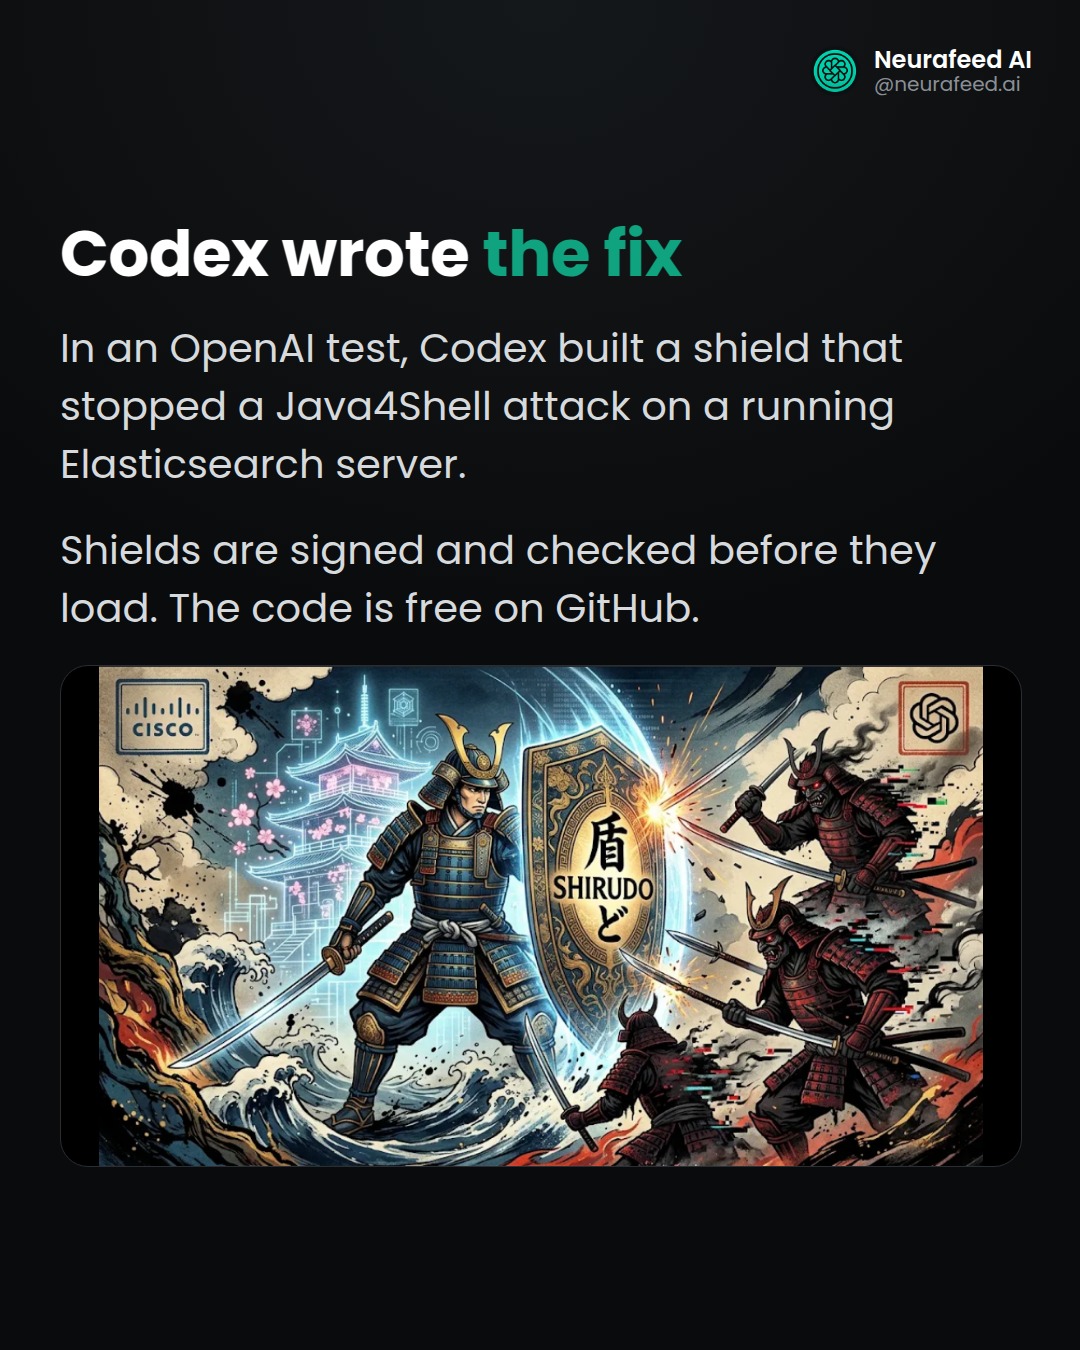 Neurafeed AI
@neurafeed.ai
Codex wrote the fix
In an OpenAI test, Codex built a shield that
stopped a Java4Shell attack on a running
Elasticsearch server.
Shields are signed and checked before they
load. The code is free on GitHub.
CISCO
盾
SHIRUDO
ど